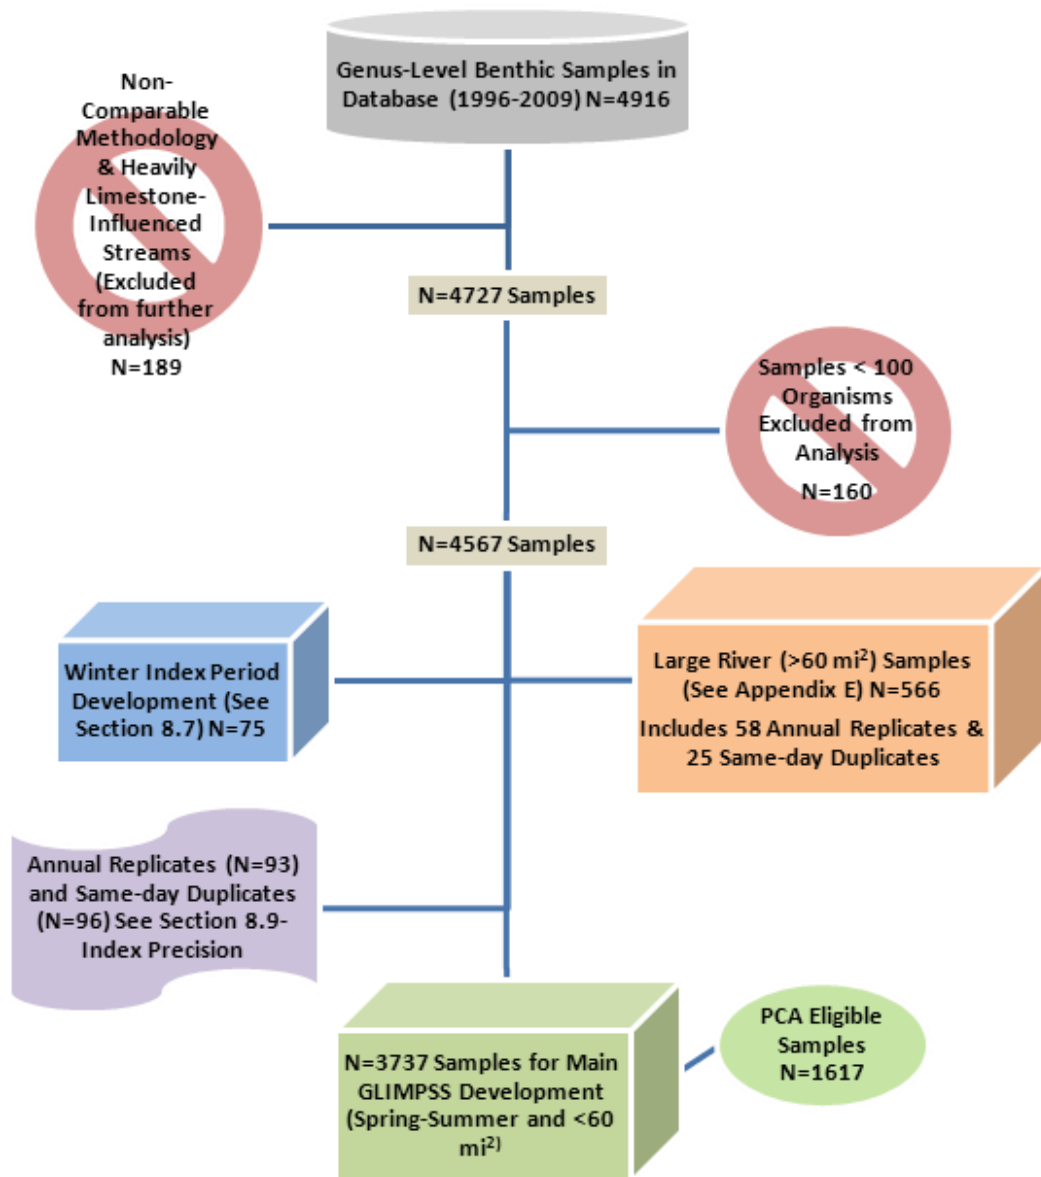 Genus-Level Benthic Samples in
Database (1996-2009) N=4916
Non-
Comparable
Methodology
& Heavily
Limestone-
Influenced
Streams
(Excluded
from further
analysis)
N=189
N=4727 Samples
Samples < 100
Organisms
Excluded from
Analysis
N=160
N=4567 Samples
Winter Index Period
Development (See
Section 8.7) N=75
Large River (>60 mi²) Samples
(See Appendix E) N=566
Includes 58 Annual Replicates &
25 Same-day Duplicates
Annual Replicates (N=93)
and Same-day Duplicates
(N=96) See Section 8.9-
Index Precision
N=3737 Samples for Main
GLIMPSS Development
(Spring-Summer and <60
mi²⁾
PCA Eligible
Samples
N=1617